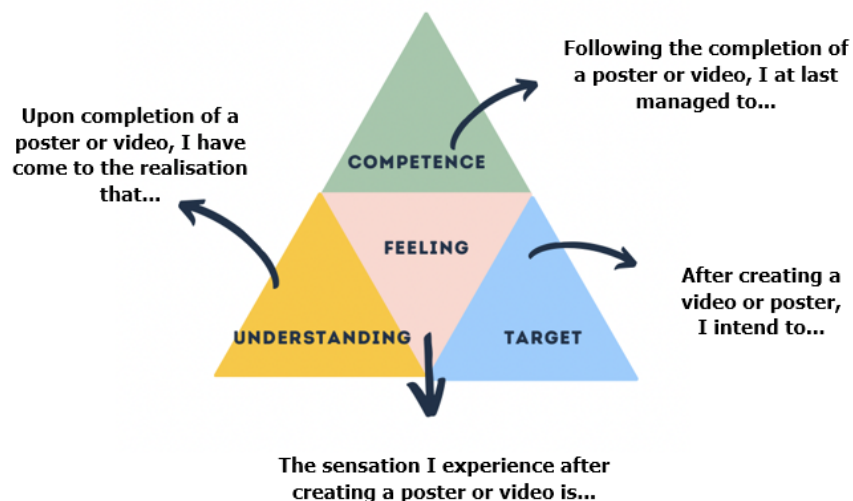 Following the completion of
a poster or video, I at last
managed to...
Upon completion of a
poster or video, I have
come to the realisation
that...
COMPETENCE
FEELING
UNDERSTANDING
TARGET
After creating a
video or poster,
I intend to...
The sensation I experience after
creating a poster or video is...